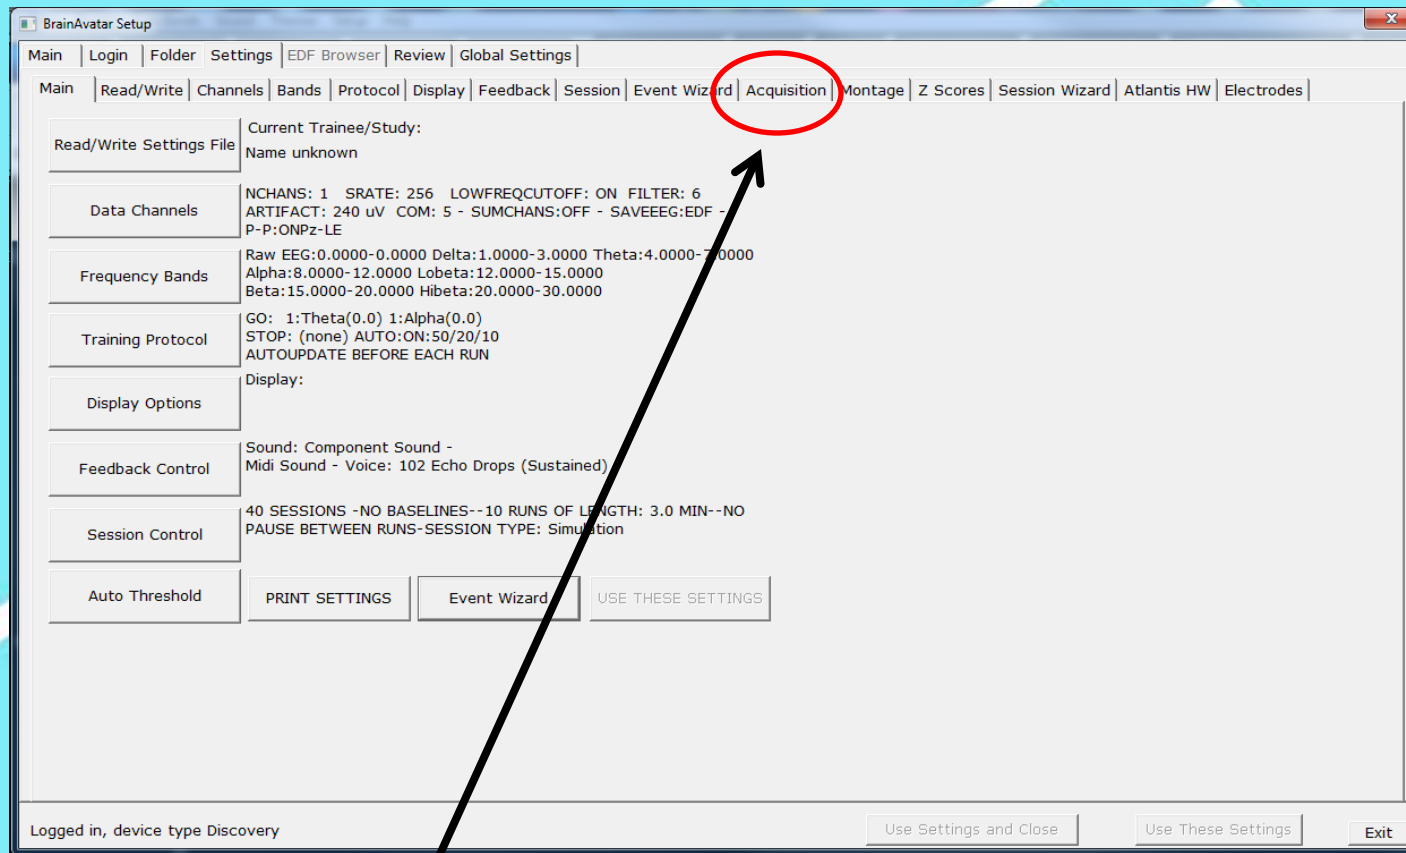 BrainAvatar Setup
Main Login Folder Settings EDF Browser Review Global Settings
Main Read/Write Channels Bands Protocol Display Feedback Session Event Wizard Acquisition Montage Z Scores Session Wizard Atlantis HW Electrodes
Read/Write Settings File
Current Trainee/Study:
Name unknown
Data Channels
NCHANS: 1 SRATE: 256 LOWFREQCUTOFF: ON FILTER: 6
ARTIFACT: 240 uV COM: 5 - SUMCHANS:OFF - SAVEEEG:EDF -
P-P:ONPz-LE
Frequency Bands
Raw EEG:0.0000-0.0000 Delta:1.0000-3.0000 Theta:4.0000-7.0000
Alpha:8.0000-12.0000 Lobeta:12.0000-15.0000
Beta:15.0000-20.0000 Hibeta:20.0000-30.0000
Training Protocol
GO: 1:Theta(0.0) 1:Alpha(0.0)
STOP: (none) AUTO:ON:50/20/10
AUTOUPDATE BEFORE EACH RUN
Display Options
Display:
Feedback Control
Sound: Component Sound -
Midi Sound - Voice: 102 Echo Drops (Sustained)
Session Control
40 SESSIONS -NO BASELINES--10 RUNS OF LENGTH: 3.0 MIN--NO
PAUSE BETWEEN RUNS-SESSION TYPE: Simulation
Auto Threshold PRINT SETTINGS Event Wizard USE THESE SETTINGS
Logged in, device type Discovery Use Settings and Close Use These Settings Exit